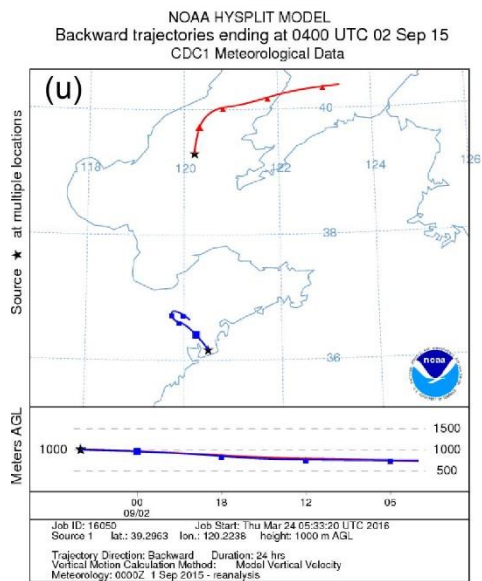 NOAA HYSPLIT MODEL
Backward trajectories ending at 0400 UTC 02 Sep 15
CDC1 Meteorological Data
(u)
40
118
120
122
124
126
38
36
noaa
Source ★ at multiple locations
Meters AGL
1500
1000
1000
500
00
18
12
06
09/02
Job ID: 16050 Job Start: Thu Mar 24 05:33:20 UTC 2016
Source 1 lat.: 39.2963 lon.: 120.2238 height: 1000 m AGL
Trajectory Direction: Backward Duration: 24 hrs
Vertical Motion Calculation Method: Model Vertical Velocity
Meteorology: 0000Z 1 Sep 2015 - reanalysis